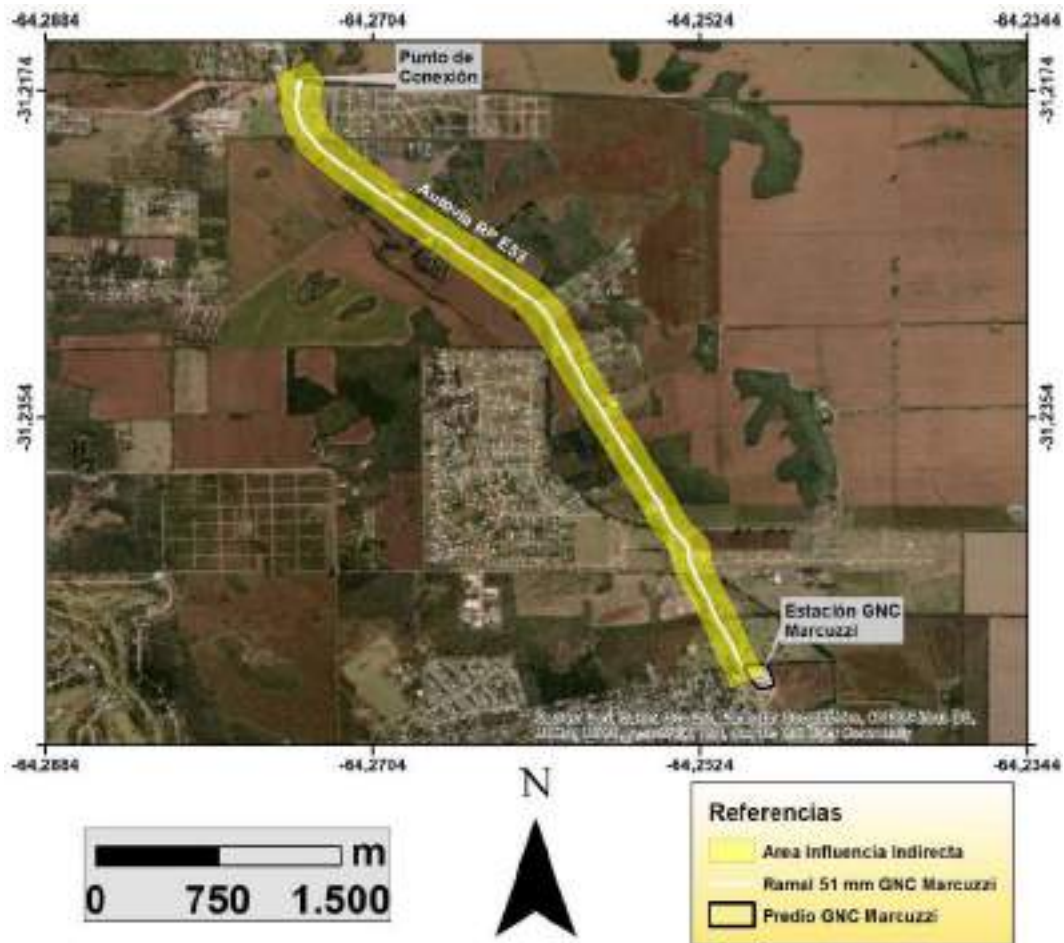 -64,2884 -64,2704 -64,2524 -64,2344
-31,2174
-31,2174
Punto de
Conexión
Autovía RP E53
-31,2354
-31,2354
Estación GNC
Marcuzzi
-64,2884 -64,2704 -64,2524 -64,2344
N
m
0 750 1.500
Referencias
Area Influencia Indirecta
Ramal 51 mm GNC Marcuzzi
Predio GNC Marcuzzi